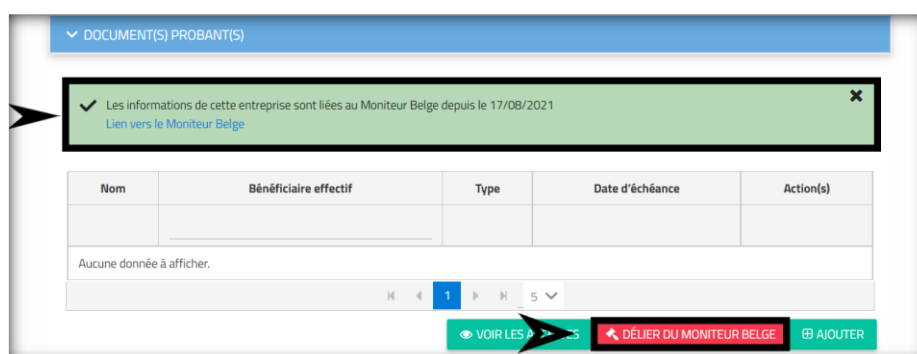 DOCUMENT(S) PROBANT(S)
Les informations de cette entreprise sont liées au Moniteur Belge depuis le 17/08/2021
Lien vers le Moniteur Belge
Nom Bénéficiaire effectif Type Date d'échéance Action(s)
Aucune donnée à afficher.
1 5
VOIR LES DÉLIER DU MONITEUR BELGE AJOUTER